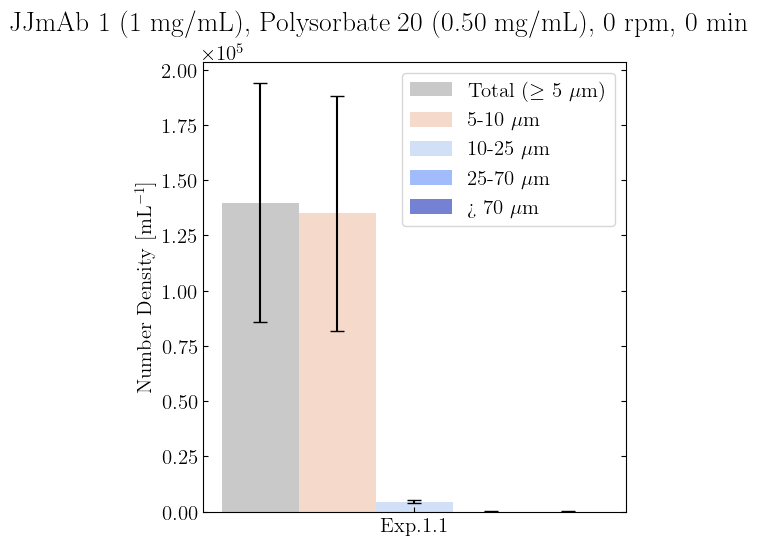 JJmAb 1 (1 mg/mL), Polysorbate 20 (0.50 mg/mL), 0 rpm, 0 min
×10⁵
2.00
1.75
1.50
1.25
1.00
0.75
0.50
0.25
0.00
Number Density [mL⁻¹]
Total (≥ 5 μm)
5-10 μm
10-25 μm
25-70 μm
¿ 70 μm
Exp.1.1